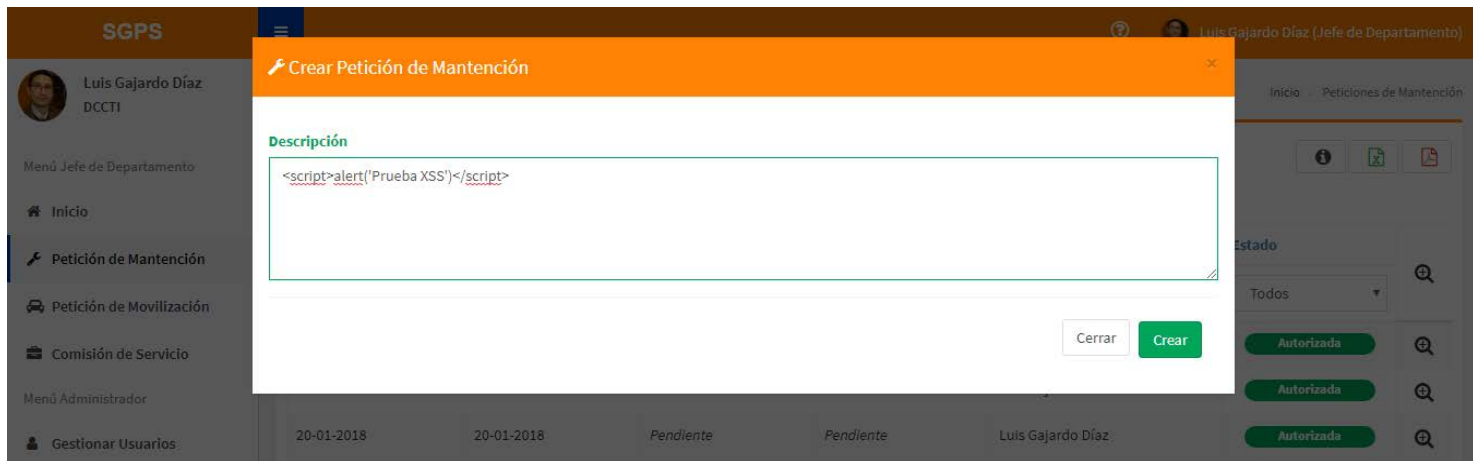 SGPS
Luis Gajardo Díaz (Jefe de Departamento)
Luis Gajardo Díaz
DCCTI
Crear Petición de Mantención
×
Inicio
Peticiones de Mantención
Menú Jefe de Departamento
Inicio
Petición de Mantención
Petición de Movilización
Comisión de Servicio
Menú Administrador
Gestionar Usuarios
Descripción
<script>alert('Prueba XSS')</script>
Cerrar
Crear
Estado
Todos
Autorizada
Autorizada
20-01-2018 20-01-2018 Pendiente Pendiente Luis Gajardo Díaz Autorizada